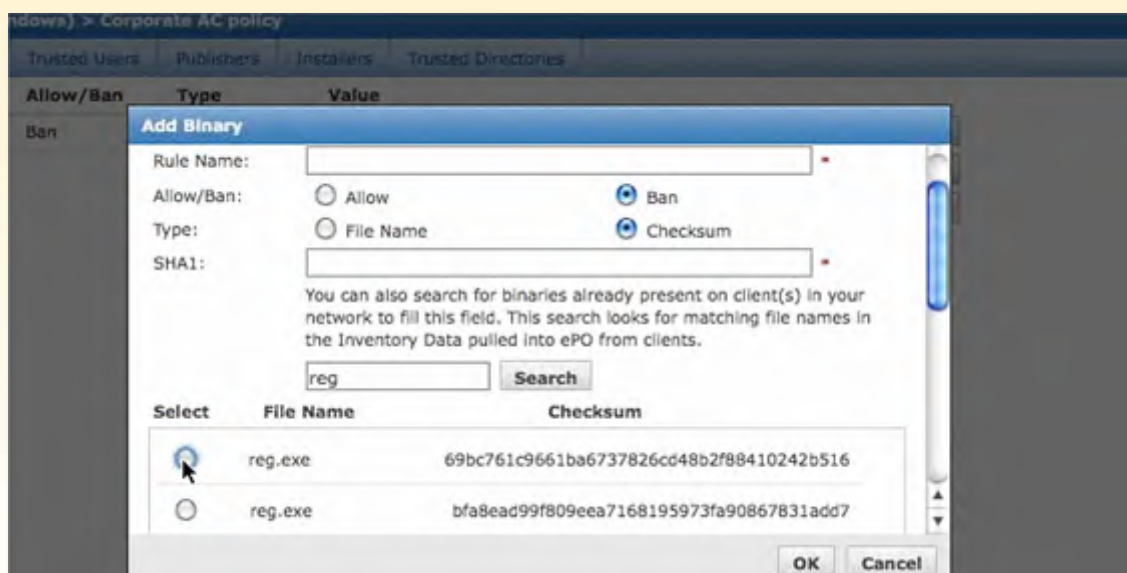 ndows) > Corporate AC policy
Trusted Users Publishers Installers Trusted Directories
Allow/Ban Type Value
Ban
Add Binary
Rule Name:
Allow/Ban: Allow Ban
Type: File Name Checksum
SHA1:
You can also search for binaries already present on client(s) in your
network to fill this field. This search looks for matching file names in
the Inventory Data pulled into ePO from clients.
reg Search
Select File Name Checksum
reg.exe 69bc761c9661ba6737826cd48b2f88410242b516
reg.exe bfa8ead99f809eea7168195973fa90867831add7
OK Cancel